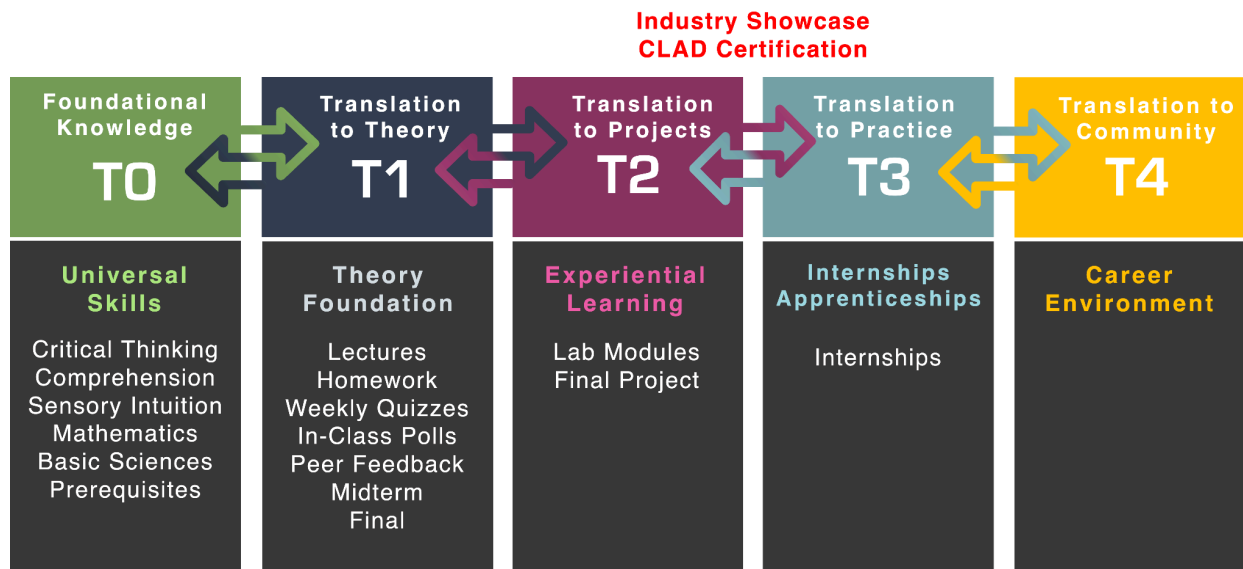 Industry Showcase
CLAD Certification
Foundational
Knowledge
T0
Universal
Skills
Critical Thinking
Comprehension
Sensory Intuition
Mathematics
Basic Sciences
Prerequisites
Translation
to Theory
T1
Theory
Foundation
Lectures
Homework
Weekly Quizzes
In-Class Polls
Peer Feedback
Midterm
Final
Translation
to Projects
T2
Experiential
Learning
Lab Modules
Final Project
Translation
to Practice
T3
Internships
Apprenticeships
Internships
Translation to
Community
T4
Career
Environment